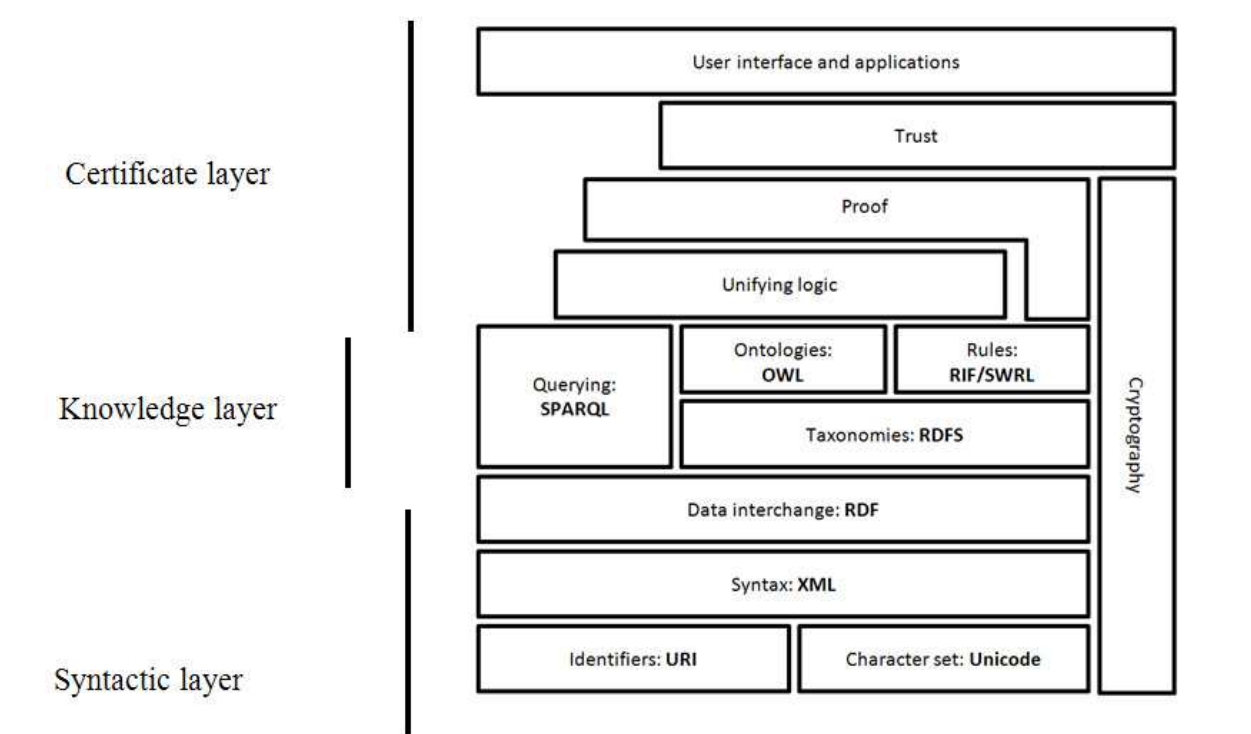 User interface and applications
Trust
Certificate layer
Proof
Unifying logic
Querying:
SPARQL
Ontologies:
OWL
Rules:
RIF/SWRL
Knowledge layer
Taxonomies: RDFS
Cryptography
Data interchange: RDF
Syntax: XML
Identifiers: URI
Character set: Unicode
Syntactic layer